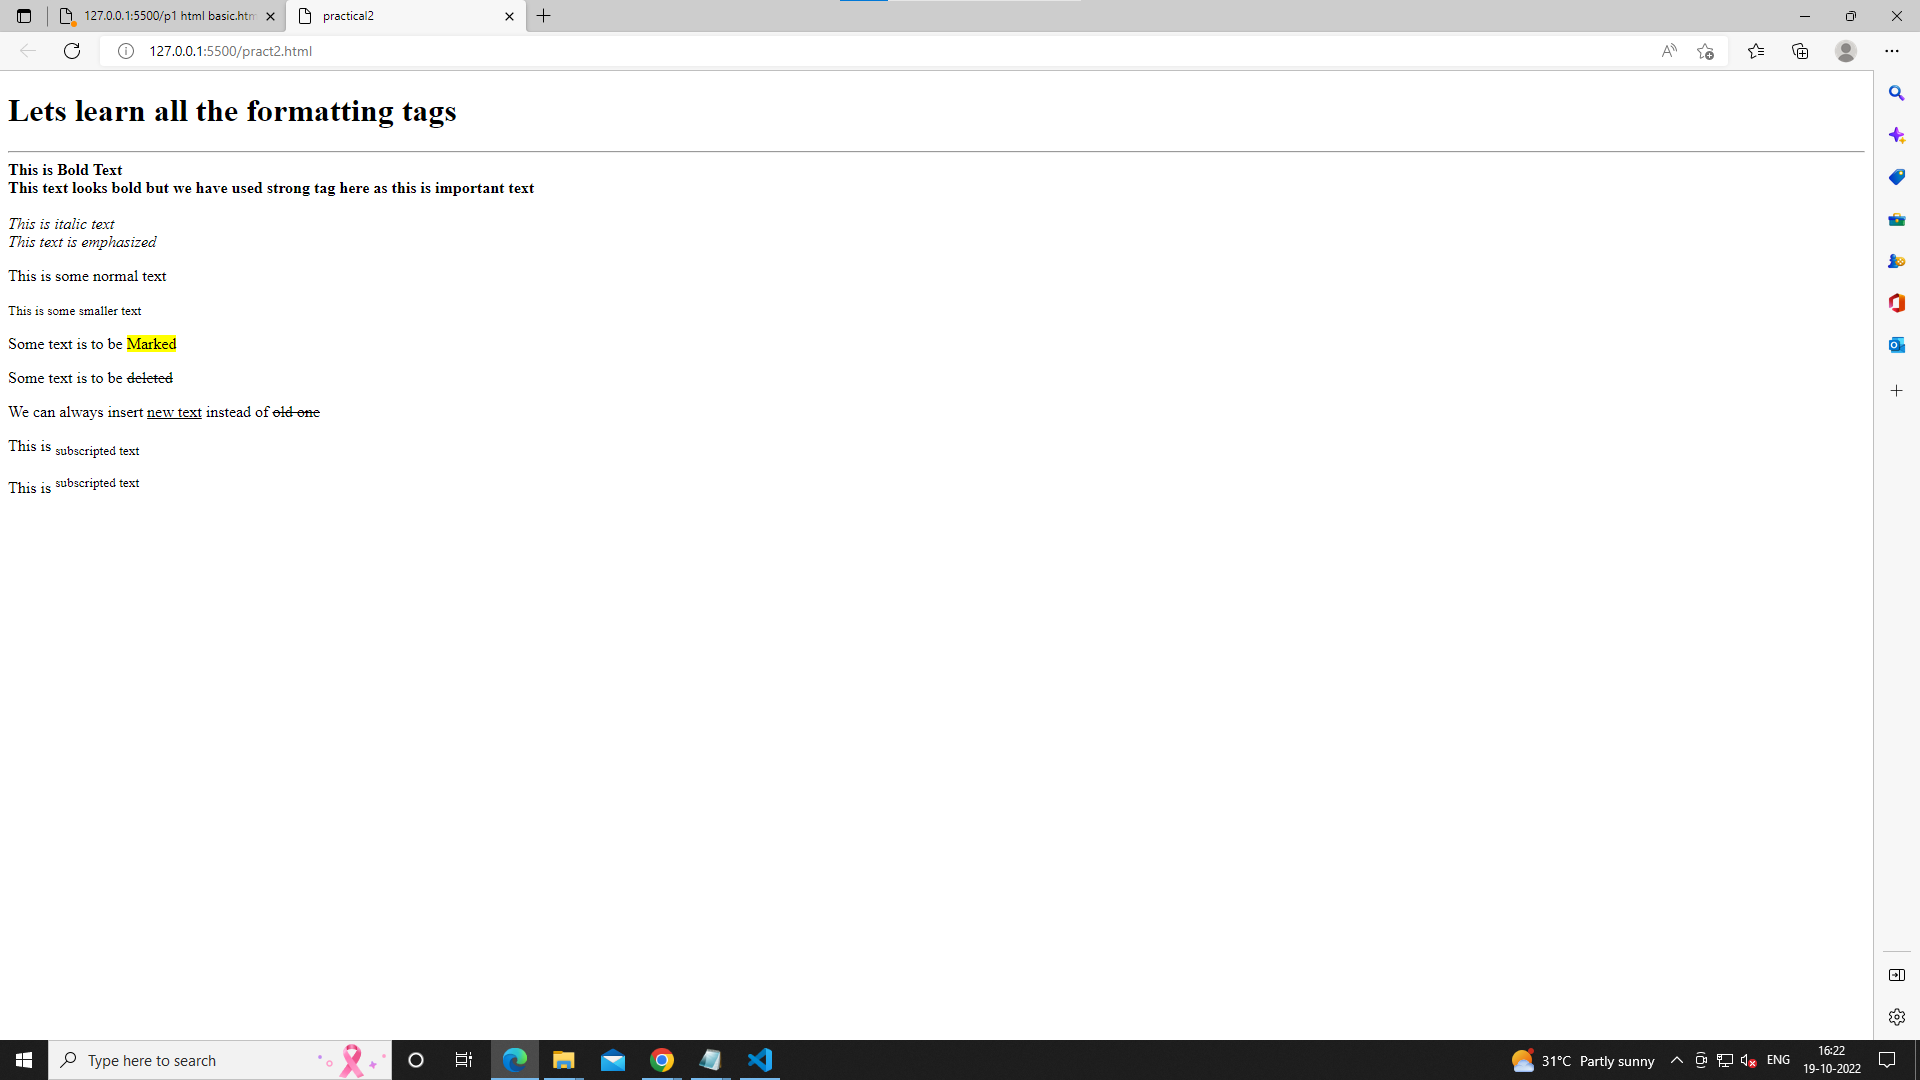 127.0.0.1:5500/p1 html basic.htm
practical2
127.0.0.1:5500/pract2.html
Lets learn all the formatting tags
This is Bold Text
This text looks bold but we have used strong tag here as this is important text
This is italic text
This text is emphasized
This is some normal text
This is some smaller text
Some text is to be Marked
Some text is to be deleted
We can always insert new text instead of old one
This is subscripted text
This is subscripted text
Type here to search
31°C Partly sunny
ENG
16:22
19-10-2022